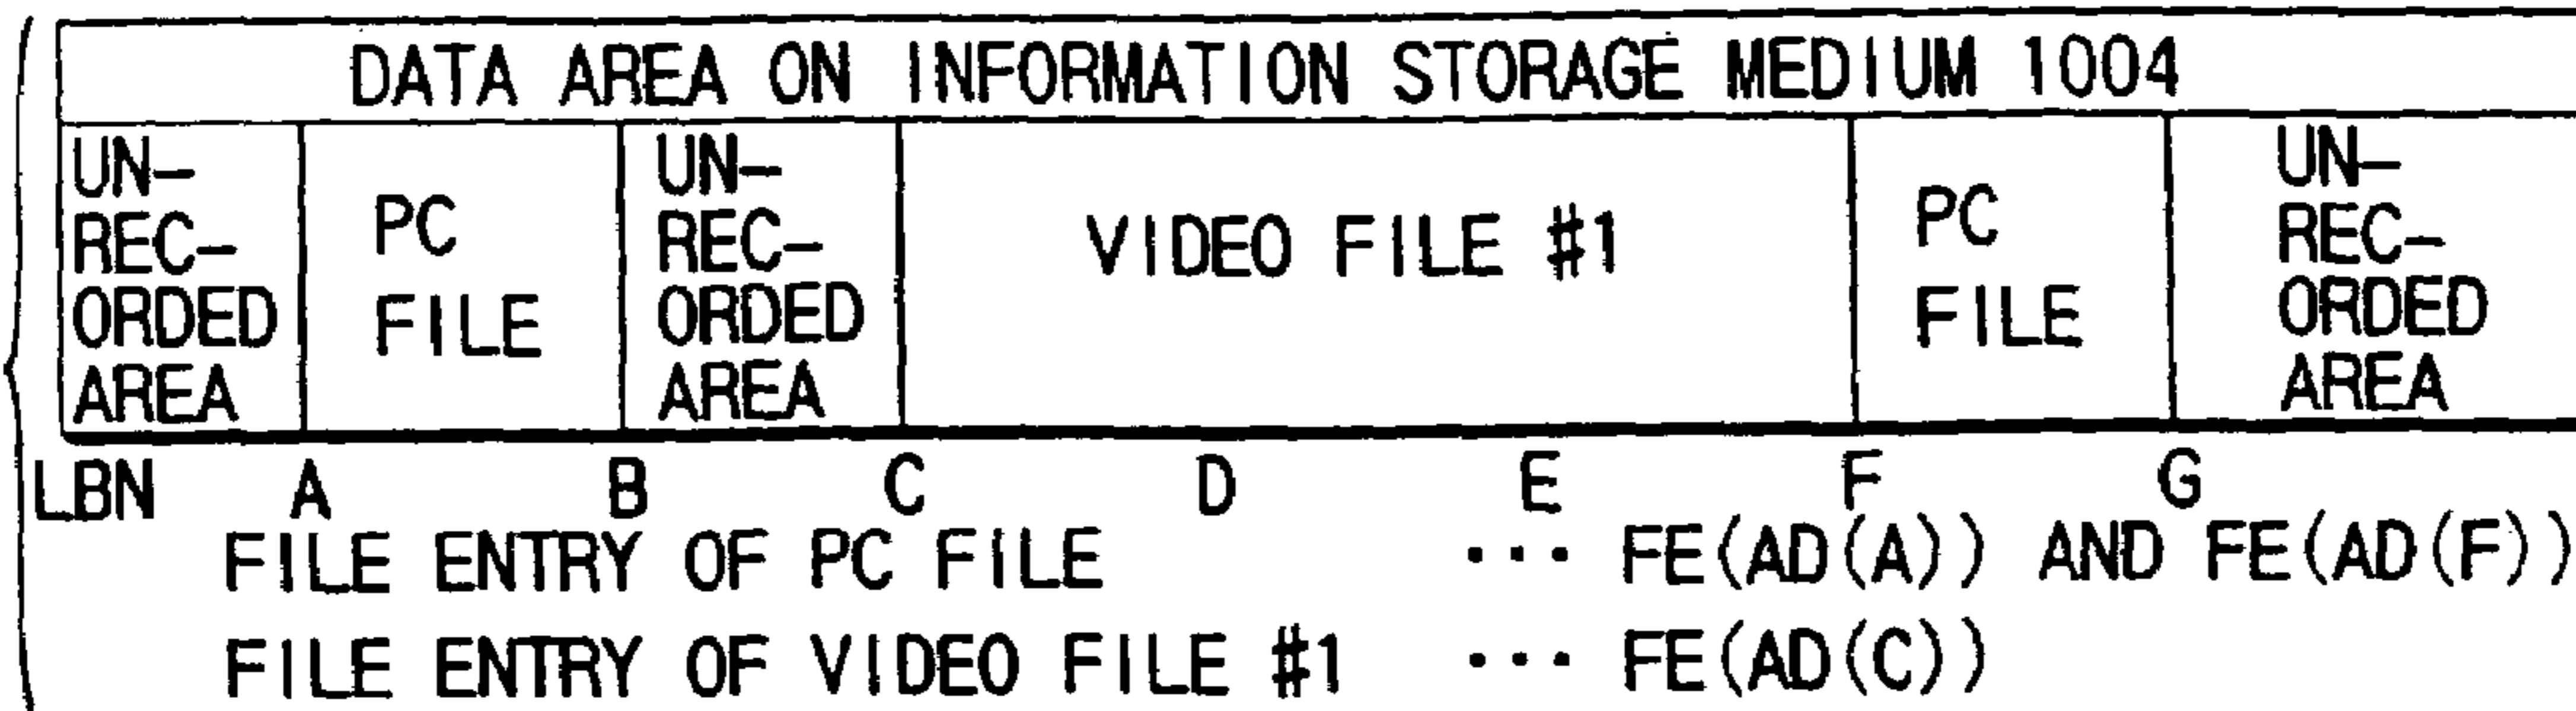 DATA AREA ON INFORMATION STORAGE MEDIUM 1004
UN-
REC-
ORDED
AREA
PC
FILE
UN-
REC-
ORDED
AREA
VIDEO FILE #1
PC
FILE
UN-
REC-
ORDED
AREA
LBN A B C D E F G
FILE ENTRY OF PC FILE ··· FE(AD(A)) AND FE(AD(F))
FILE ENTRY OF VIDEO FILE #1 ··· FE(AD(C))